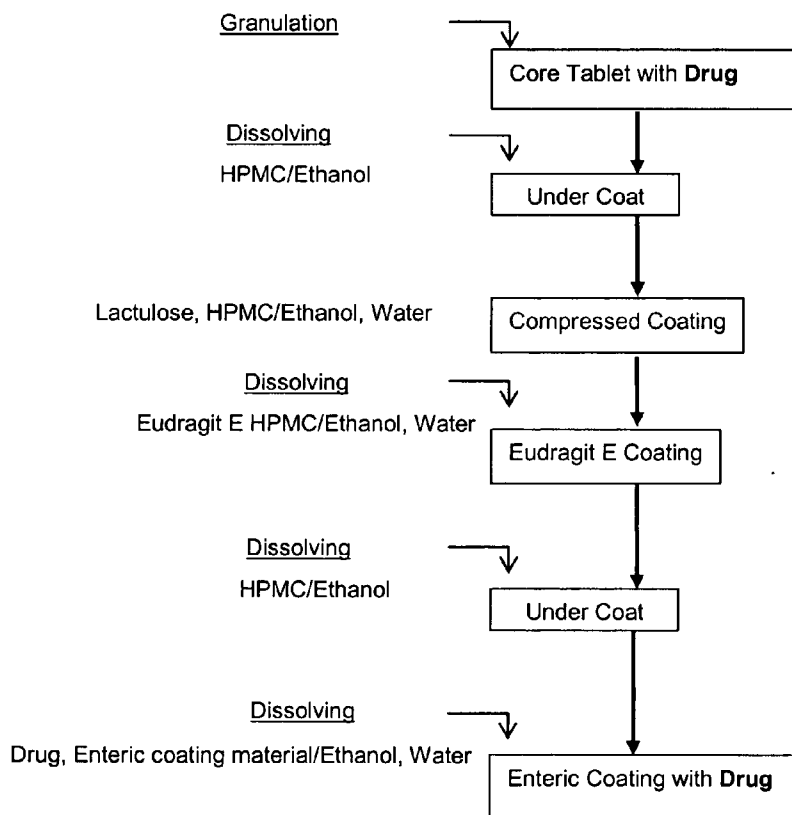 Granulation
Core Tablet with Drug
Dissolving
HPMC/Ethanol
Under Coat
Lactulose, HPMC/Ethanol, Water
Compressed Coating
Dissolving
Eudragit E HPMC/Ethanol, Water
Eudragit E Coating
Dissolving
HPMC/Ethanol
Under Coat
Dissolving
Drug, Enteric coating material/Ethanol, Water
Enteric Coating with Drug